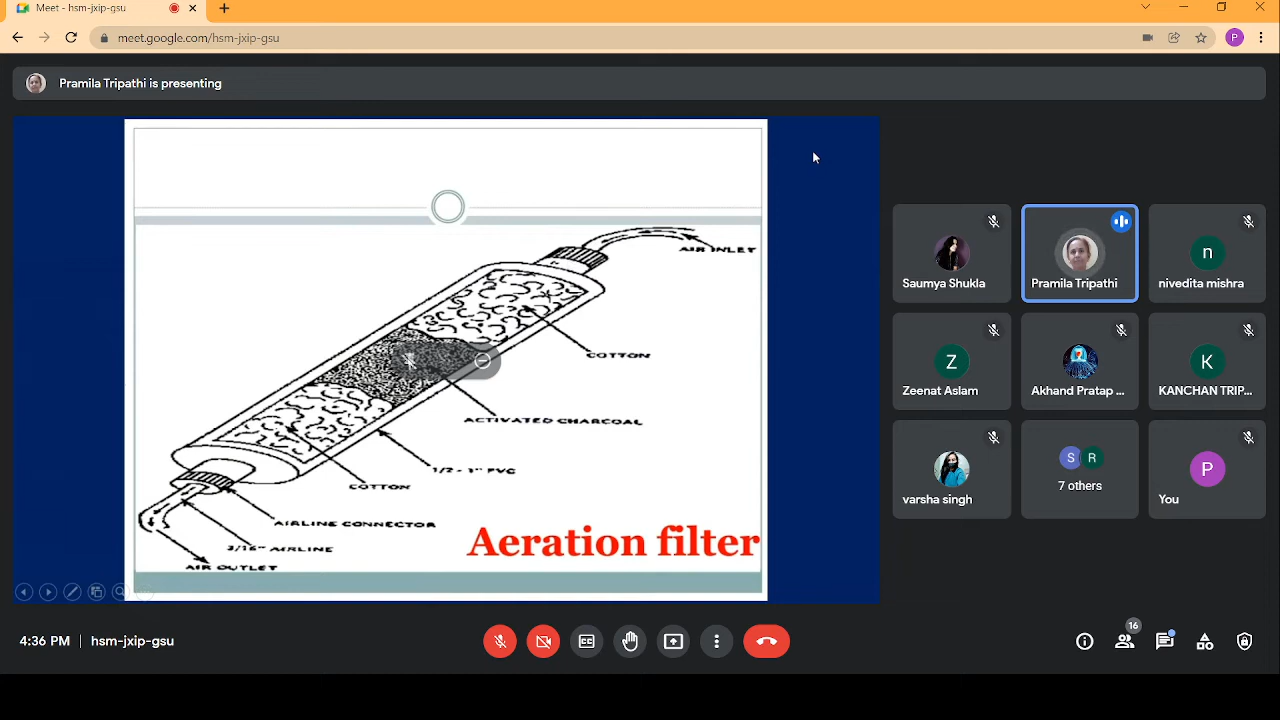 Meet - hsm-jxip-gsu
meet.google.com/hsm-jxip-gsu
P
Pramila Tripathi is presenting
AIR INLET
COTTON
ACTIVATED CHARCOAL
1/2 - 1" PVC
COTTON
AIRLINE CONNECTOR
3/16" AIRLINE
AIR OUTLET
Aeration filter
Saumya Shukla
Pramila Tripathi
n
nivedita mishra
Z
Zeenat Aslam
Akhand Pratap ...
K
KANCHAN TRIP...
varsha singh
S R
7 others
P
You
4:36 PM | hsm-jxip-gsu
CC
16